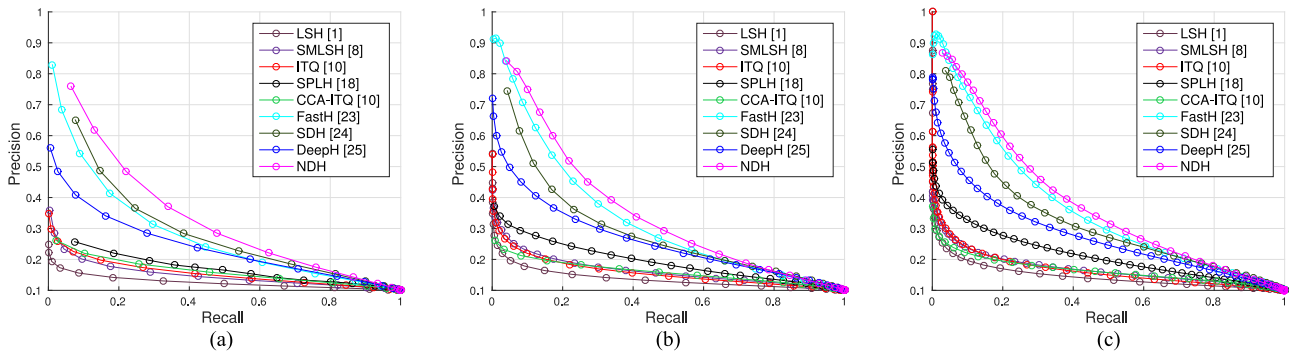 1
0.9
0.8
0.7
0.6
0.5
0.4
0.3
0.2
0.1
Precision
0
0.2
0.4
0.6
0.8
1
Recall
LSH [1]
SMLSH [8]
ITQ [10]
SPLH [18]
CCA-ITQ [10]
FastH [23]
SDH [24]
DeepH [25]
NDH
(a)
1
0.9
0.8
0.7
0.6
0.5
0.4
0.3
0.2
0.1
Precision
0
0.2
0.4
0.6
0.8
1
Recall
LSH [1]
SMLSH [8]
ITQ [10]
SPLH [18]
CCA-ITQ [10]
FastH [23]
SDH [24]
DeepH [25]
NDH
(b)
1
0.9
0.8
0.7
0.6
0.5
0.4
0.3
0.2
0.1
Precision
0
0.2
0.4
0.6
0.8
1
Recall
LSH [1]
SMLSH [8]
ITQ [10]
SPLH [18]
CCA-ITQ [10]
FastH [23]
SDH [24]
DeepH [25]
NDH
(c)